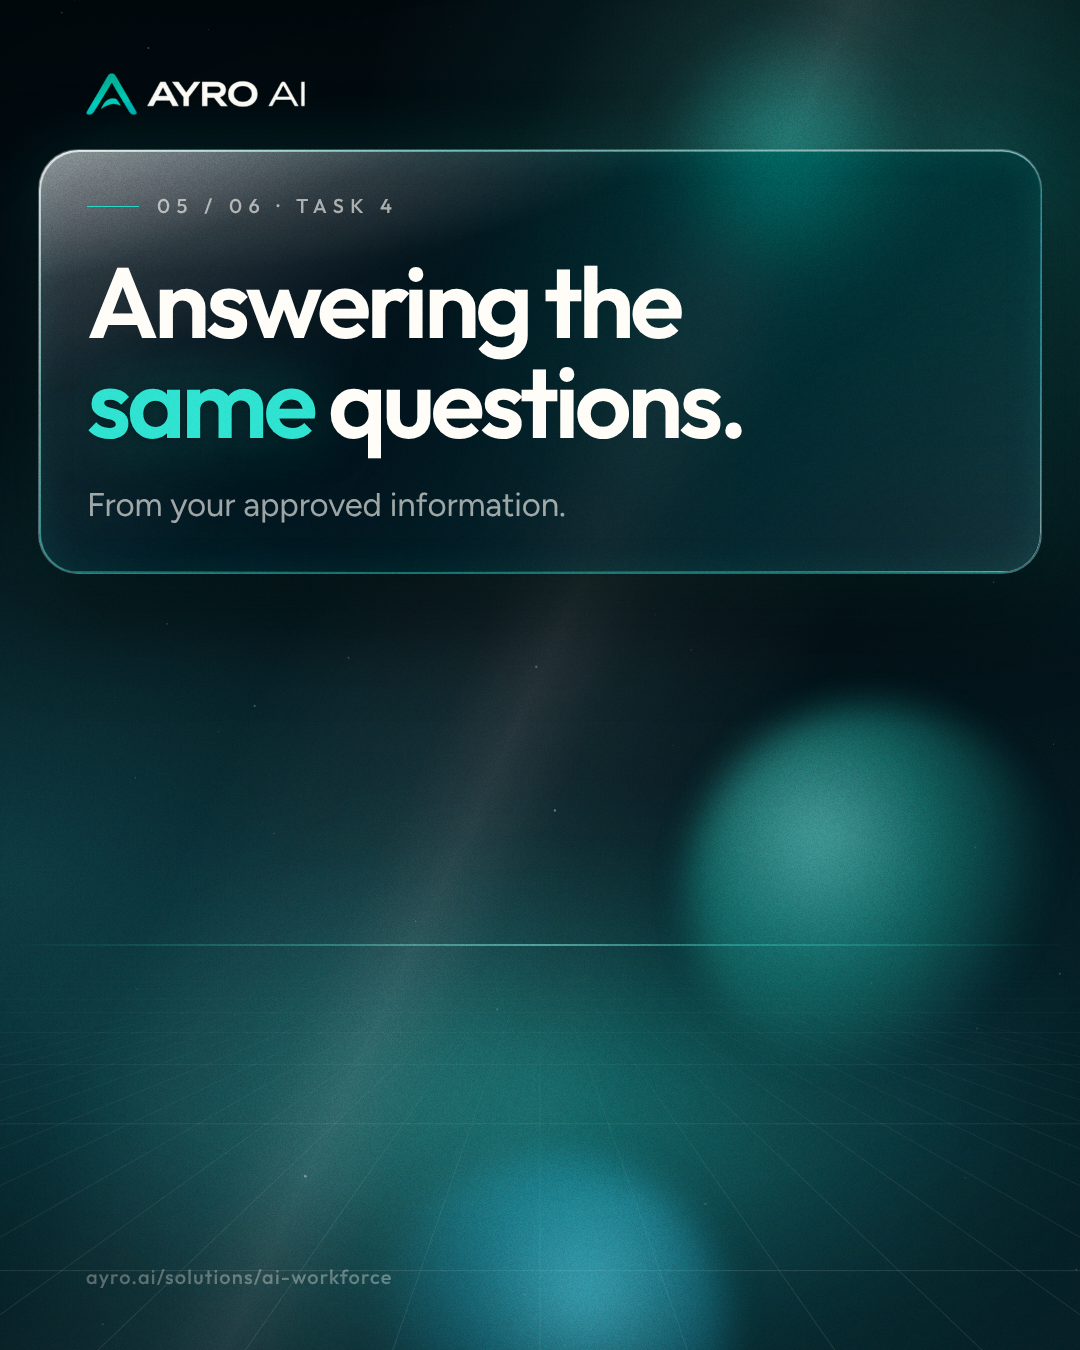 AYRO AI
05 / 06 · TASK 4
Answering the
same questions.
From your approved information.
ayro.ai/solutions/ai-workforce